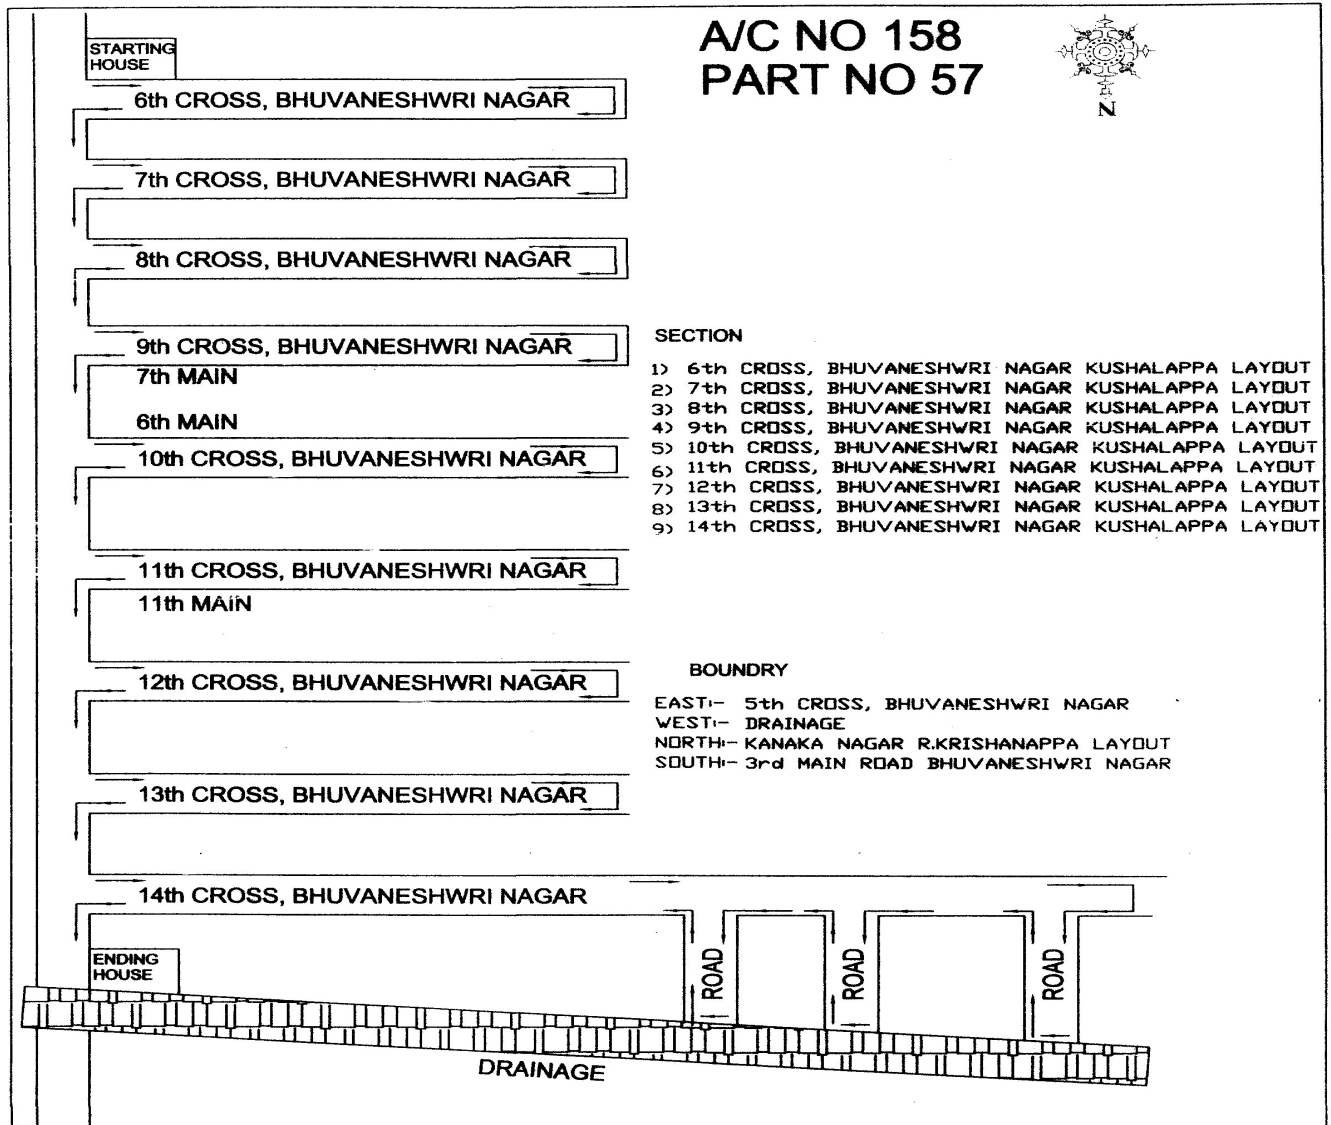 A/C NO 158
PART NO 57
N
STARTING
HOUSE
6th CROSS, BHUVANESHWRI NAGAR
7th CROSS, BHUVANESHWRI NAGAR
8th CROSS, BHUVANESHWRI NAGAR
9th CROSS, BHUVANESHWRI NAGAR
7th MAIN
6th MAIN
10th CROSS, BHUVANESHWRI NAGAR
11th CROSS, BHUVANESHWRI NAGAR
11th MAIN
12th CROSS, BHUVANESHWRI NAGAR
13th CROSS, BHUVANESHWRI NAGAR
14th CROSS, BHUVANESHWRI NAGAR
SECTION
1) 6th CROSS, BHUVANESHWRI NAGAR KUSHALAPPA LAYOUT
2) 7th CROSS, BHUVANESHWRI NAGAR KUSHALAPPA LAYOUT
3) 8th CROSS, BHUVANESHWRI NAGAR KUSHALAPPA LAYOUT
4) 9th CROSS, BHUVANESHWRI NAGAR KUSHALAPPA LAYOUT
5) 10th CROSS, BHUVANESHWRI NAGAR KUSHALAPPA LAYOUT
6) 11th CROSS, BHUVANESHWRI NAGAR KUSHALAPPA LAYOUT
7) 12th CROSS, BHUVANESHWRI NAGAR KUSHALAPPA LAYOUT
8) 13th CROSS, BHUVANESHWRI NAGAR KUSHALAPPA LAYOUT
9) 14th CROSS, BHUVANESHWRI NAGAR KUSHALAPPA LAYOUT
BOUNDRY
EAST:- 5th CROSS, BHUVANESHWRI NAGAR
WEST:- DRAINAGE
NORTH:- KANAKA NAGAR R.KRISHANAPPA LAYOUT
SOUTH:- 3rd MAIN ROAD BHUVANESHWRI NAGAR
ROAD
ROAD
ROAD
ENDING
HOUSE
DRAINAGE